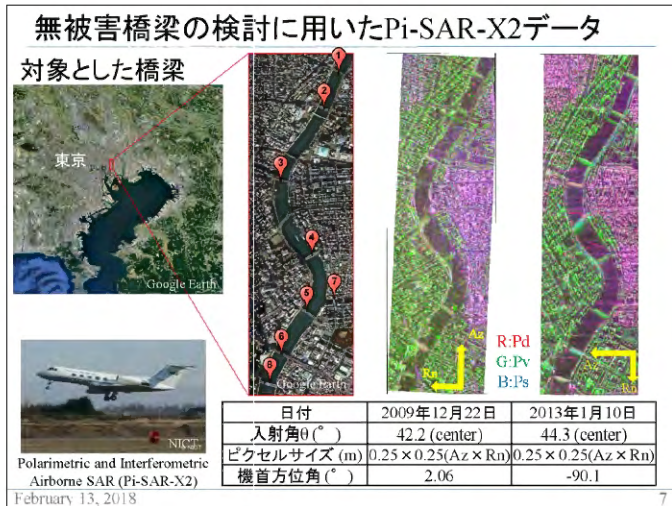 無被害橋梁の検討に用いたPi-SAR-X2データ
対象とした橋梁
東京
Google Earth
1
2
3
4
5
7
6
8
Google Earth
Az
Rn
R:Pd
G:Pv
B:Ps
Az
Rn
NICT
Polarimetric and Interferometric
Airborne SAR (Pi-SAR-X2)
日付 2009年12月22日 2013年1月10日
入射角θ(°) 42.2 (center) 44.3 (center)
ピクセルサイズ (m) 0.25×0.25(Az×Rn) 0.25×0.25(Az×Rn)
機首方位角(°) 2.06 -90.1
February 13, 2018
7